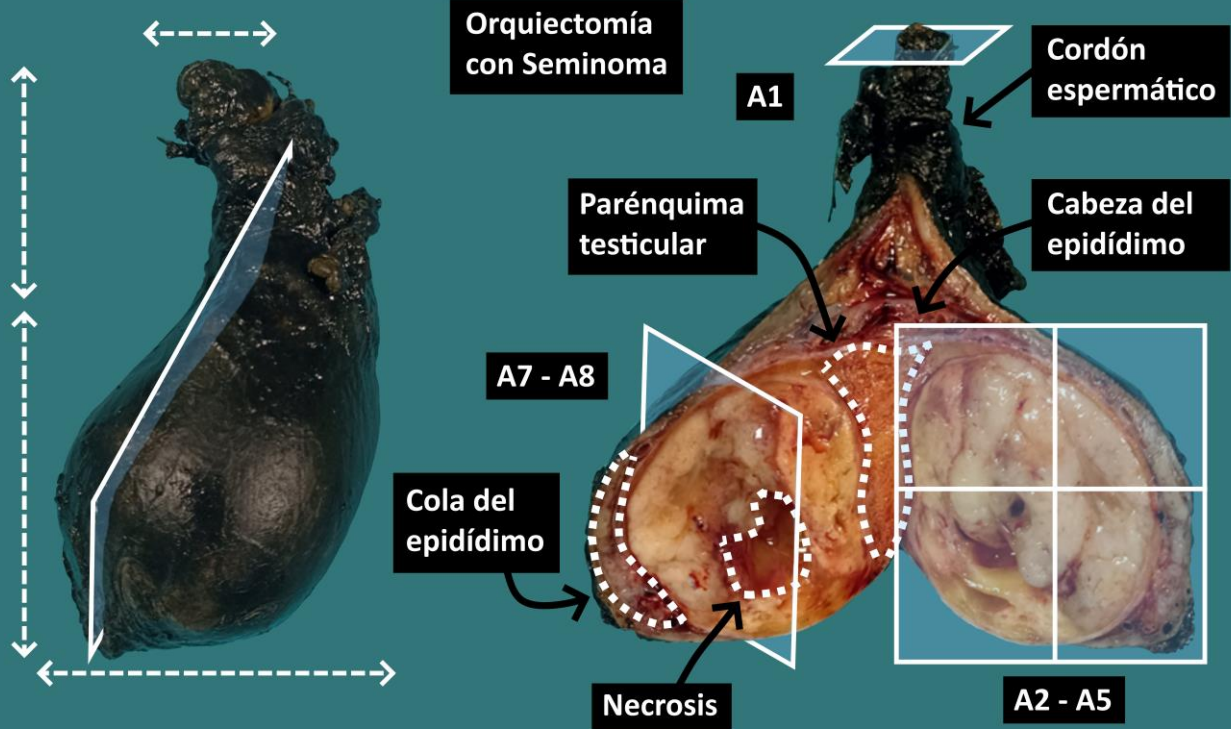 Orquiectomía
con Seminoma
A1
Cordón
espermático
Parénquima
testicular
Cabeza del
epidídimo
A7 - A8
Cola del
epidídimo
Necrosis
A2 - A5